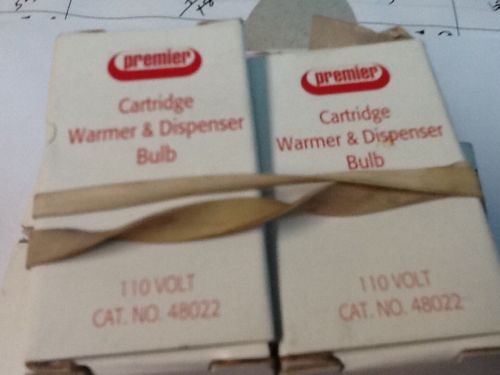 premier
Cartridge
Warmer & Dispenser
Bulb
110 VOLT
CAT. NO. 48022
premier
Cartridge
Warmer & Dispenser
Bulb
110 VOLT
CAT. NO. 48022